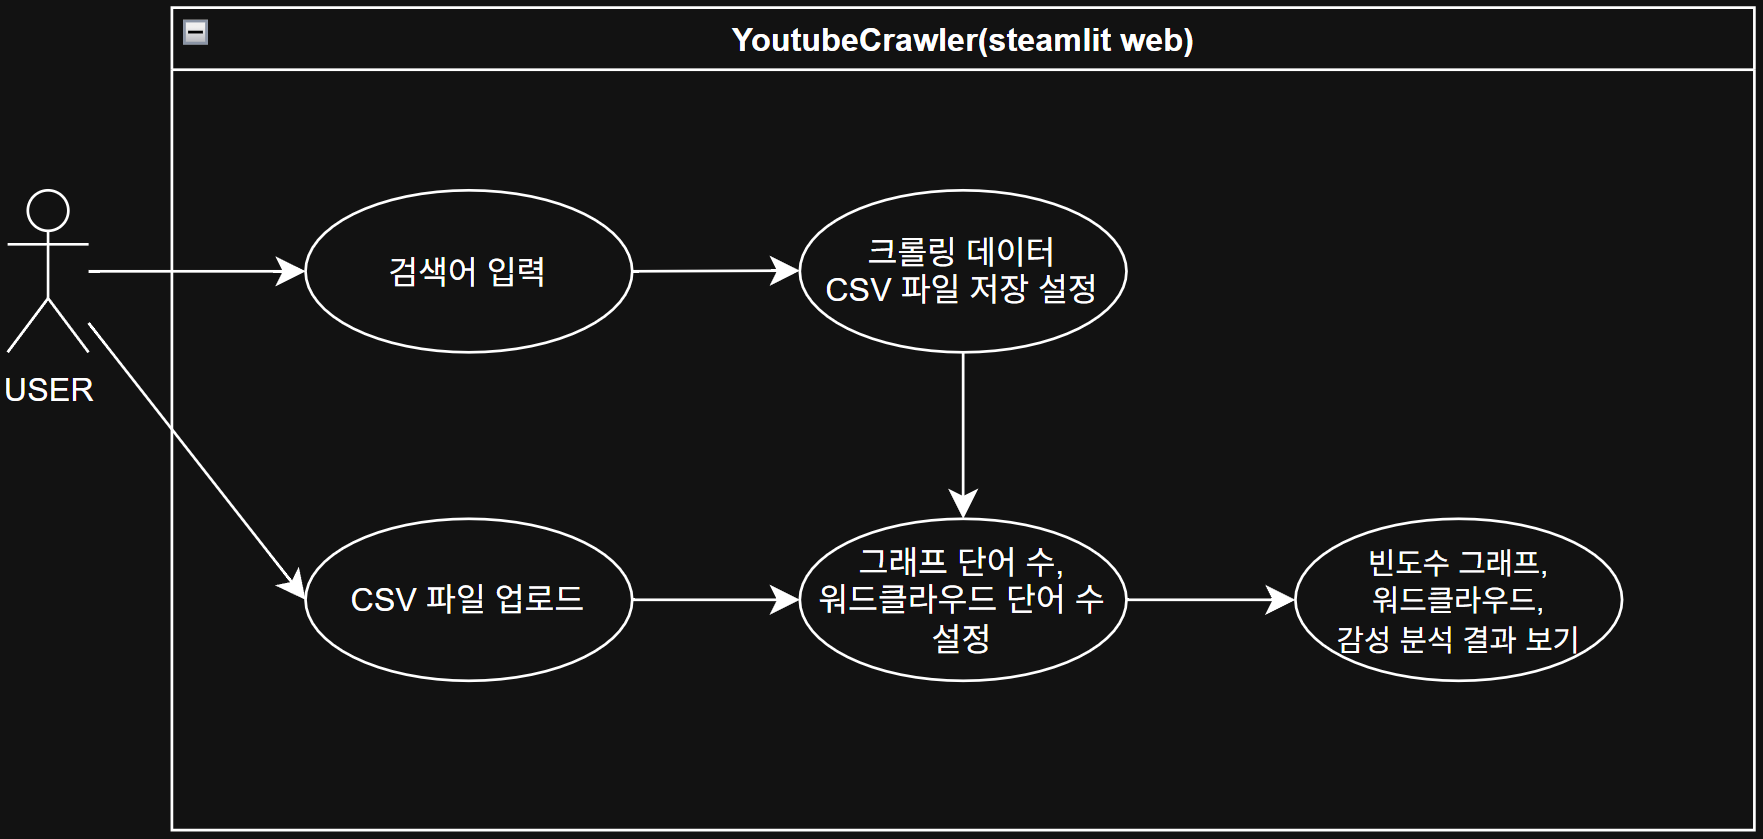 YoutubeCrawler(steamlit web)
검색어 입력
크롤링 데이터
CSV 파일 저장 설정
USER
CSV 파일 업로드
그래프 단어 수,
워드클라우드 단어 수
설정
빈도수 그래프,
워드클라우드,
감성 분석 결과 보기